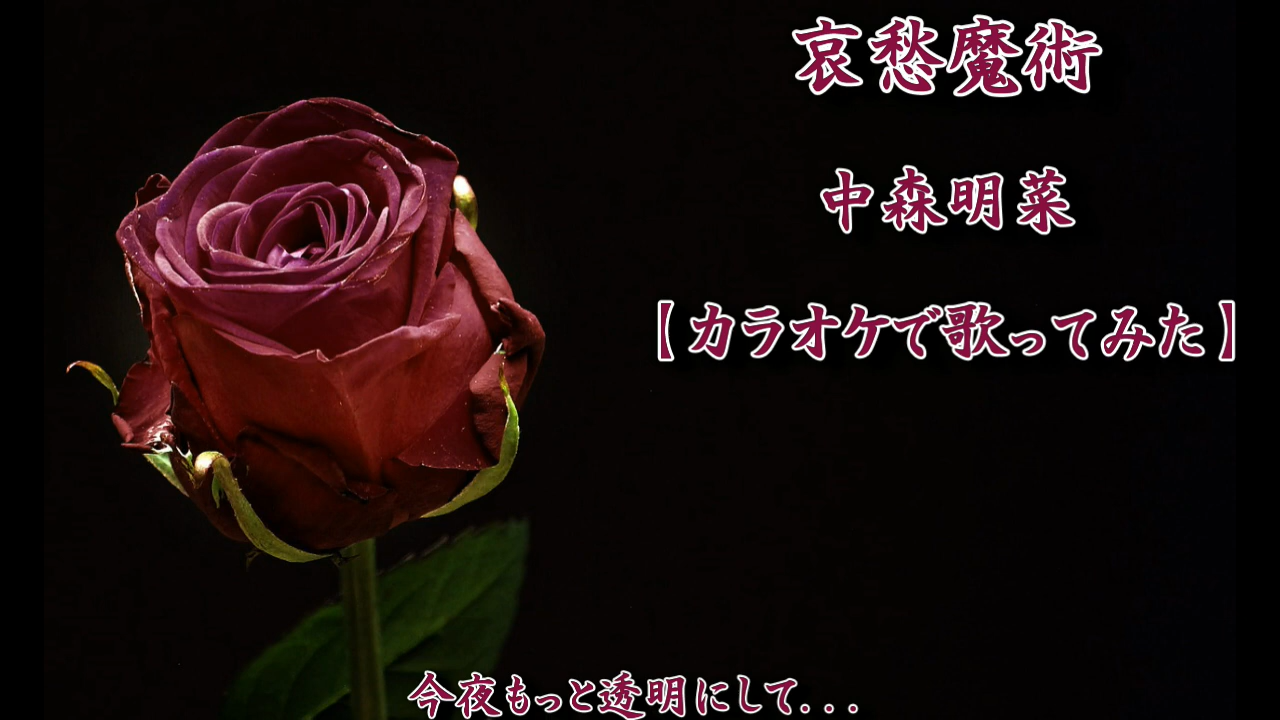 哀愁魔術
中森明菜
【カラオケで歌ってみた】
今夜もっと透明にして...